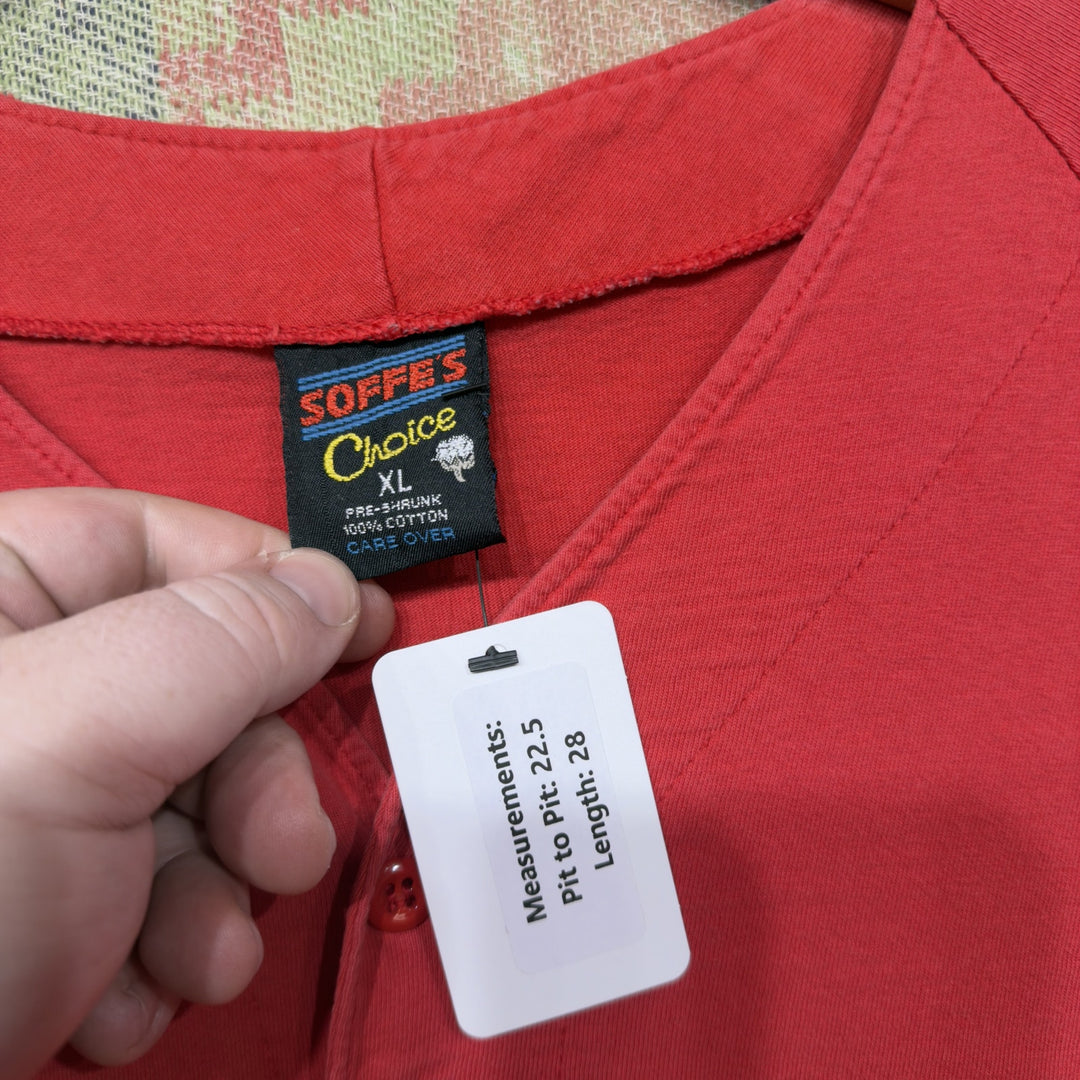 SOFFE'S
Choice
XL
PRE-SHRUNK
100% COTTON
CARE OVER
Measurements:
Pit to Pit: 22.5
Length: 28